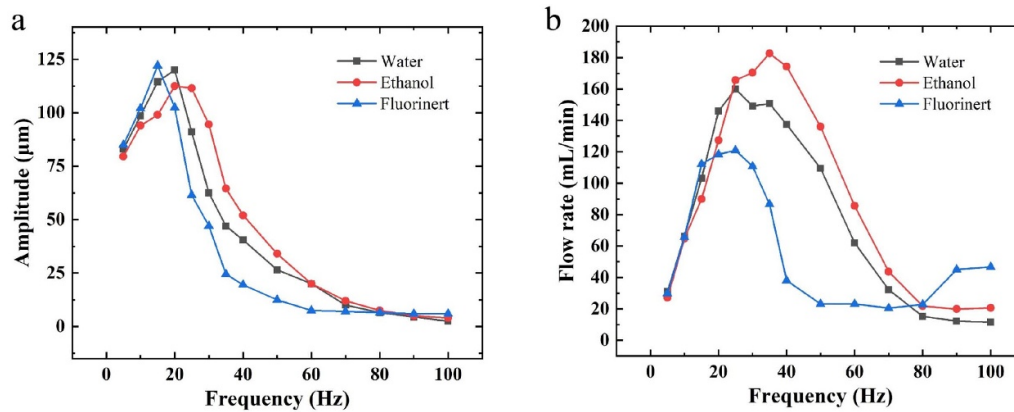 a
125
100
75
50
25
0
Amplitude (μm)
0 20 40 60 80 100
Frequency (Hz)
Water
Ethanol
Fluorinert
b
200
180
160
140
120
100
80
60
40
20
0
Flow rate (mL/min)
0 20 40 60 80 100
Frequency (Hz)
Water
Ethanol
Fluorinert